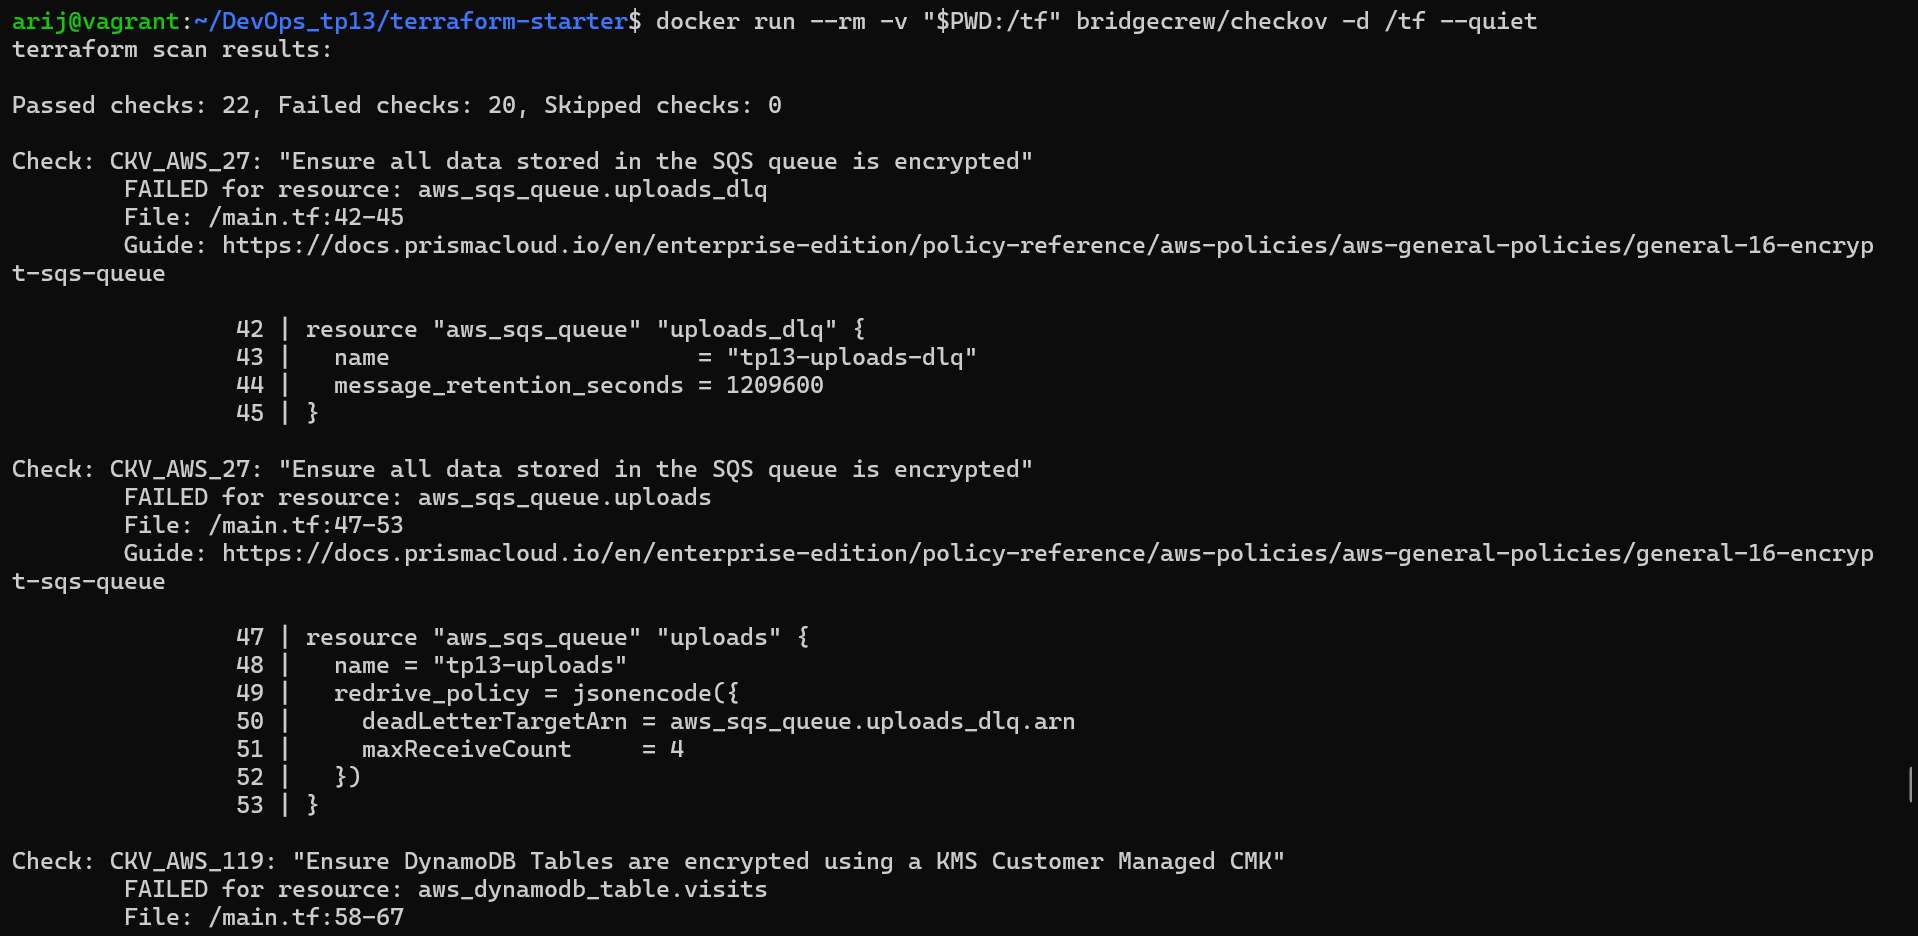 arij@vagrant:~/DevOps_tp13/terraform-starter$ docker run --rm -v "$PWD:/tf" bridgecrew/checkov -d /tf --quiet
terraform scan results:

Passed checks: 22, Failed checks: 20, Skipped checks: 0

Check: CKV_AWS_27: "Ensure all data stored in the SQS queue is encrypted"
        FAILED for resource: aws_sqs_queue.uploads_dlq
        File: /main.tf:42-45
        Guide: https://docs.prismacloud.io/en/enterprise-edition/policy-reference/aws-policies/aws-general-policies/general-16-encryp
t-sqs-queue

                42 | resource "aws_sqs_queue" "uploads_dlq" {
                43 |   name                      = "tp13-uploads-dlq"
                44 |   message_retention_seconds = 1209600
                45 | }

Check: CKV_AWS_27: "Ensure all data stored in the SQS queue is encrypted"
        FAILED for resource: aws_sqs_queue.uploads
        File: /main.tf:47-53
        Guide: https://docs.prismacloud.io/en/enterprise-edition/policy-reference/aws-policies/aws-general-policies/general-16-encryp
t-sqs-queue

                47 | resource "aws_sqs_queue" "uploads" {
                48 |   name = "tp13-uploads"
                49 |   redrive_policy = jsonencode({
                50 |     deadLetterTargetArn = aws_sqs_queue.uploads_dlq.arn
                51 |     maxReceiveCount     = 4
                52 |   })
                53 | }

Check: CKV_AWS_119: "Ensure DynamoDB Tables are encrypted using a KMS Customer Managed CMK"
        FAILED for resource: aws_dynamodb_table.visits
        File: /main.tf:58-67